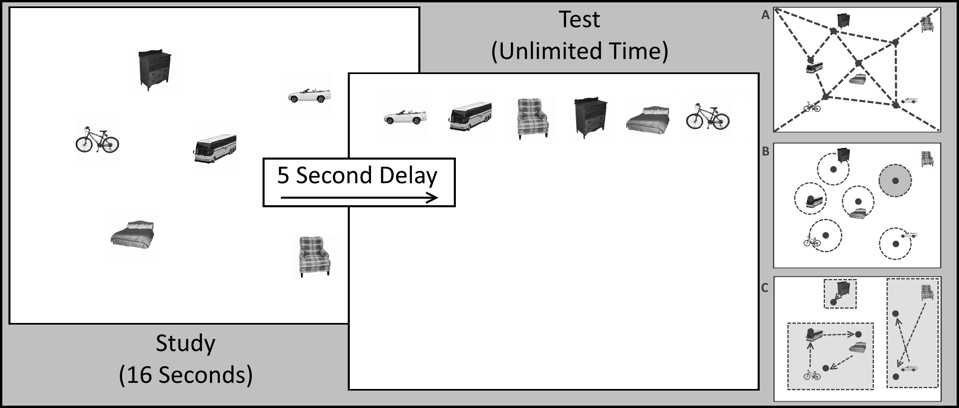 Test
(Unlimited Time)
5 Second Delay
Study
(16 Seconds)
A
B
C